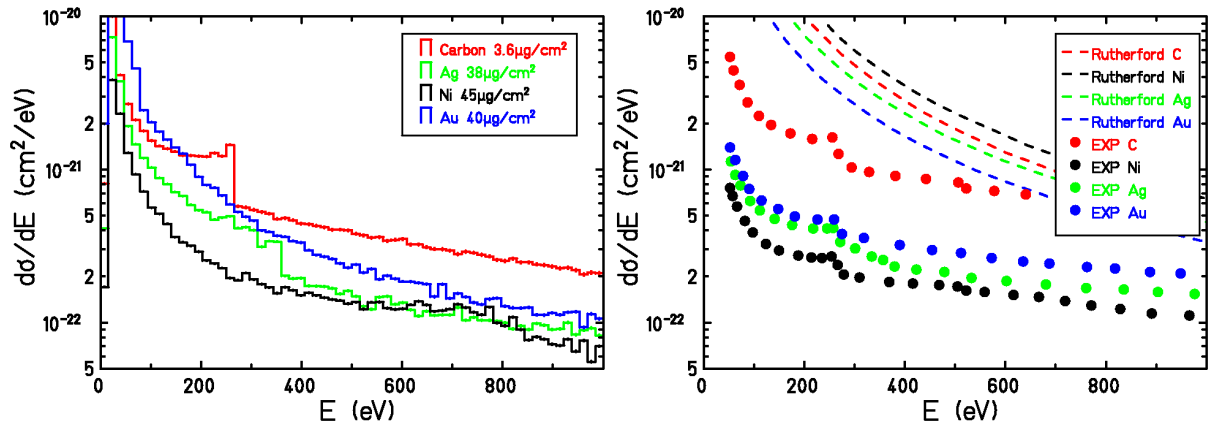 10⁻²⁰
5
2
10⁻²¹
5
2
10⁻²²
5
dσ/dE (cm²/eV)
0 200 400 600 800
E (eV)
Carbon 3.6μg/cm²
Ag 38μg/cm²
Ni 45μg/cm²
Au 40μg/cm²
10⁻²⁰
5
2
10⁻²¹
5
2
10⁻²²
5
dσ/dE (cm²/eV)
0 200 400 600 800
E (eV)
Rutherford C
Rutherford Ni
Rutherford Ag
Rutherford Au
EXP C
EXP Ni
EXP Ag
EXP Au